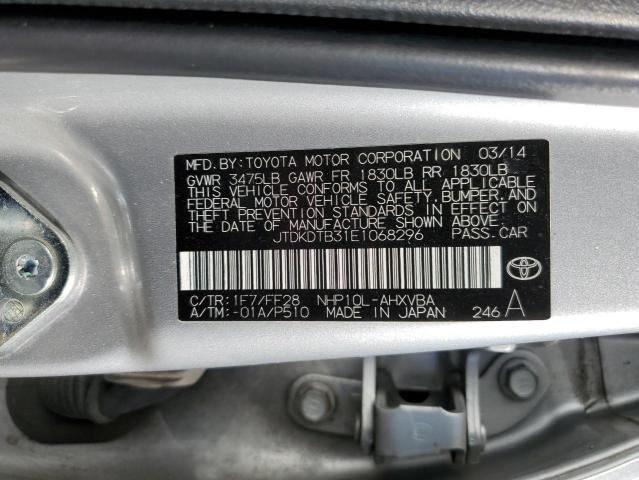 MFD. BY: TOYOTA MOTOR CORPORATION 03/14
GVWR 3475LB GAWR FR 1830LB RR 1830LB
THIS VEHICLE CONFORMS TO ALL APPLICABLE
FEDERAL MOTOR VEHICLE SAFETY, BUMPER, AND
THEFT PREVENTION STANDARDS IN EFFECT ON
THE DATE OF MANUFACTURE SHOWN ABOVE.
JTDKDTB31E1068296 PASS. CAR
C/TR: 1F7/FF28 NHP10L-AHXVBA
A/TM: -01A/P510 MADE IN JAPAN 246 A
TOYOTA